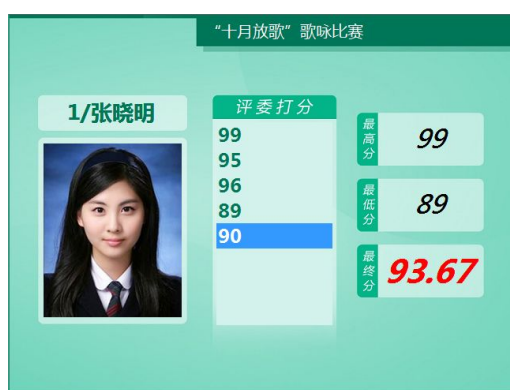 “十月放歌”歌咏比赛
1/张晓明
评委打分
99
95
96
89
90
最高分
99
最低分
89
最终分
93.67